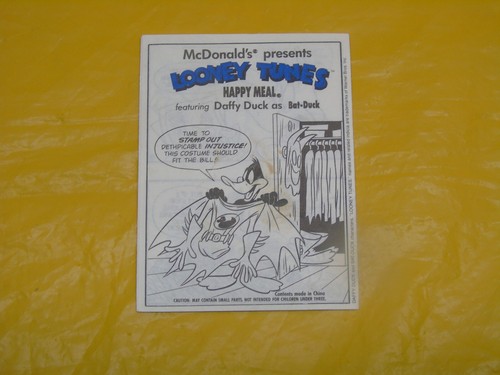 McDonald's® presents
LOONEY TUNES
HAPPY MEAL®
featuring Daffy Duck as Bat-Duck
TIME TO
STAMP OUT
DETHPICABLE INJUSTICE!
THIS COSTUME SHOULD
FIT THE BILL!
Contents made in China
CAUTION: MAY CONTAIN SMALL PARTS, NOT INTENDED FOR CHILDREN UNDER THREE.